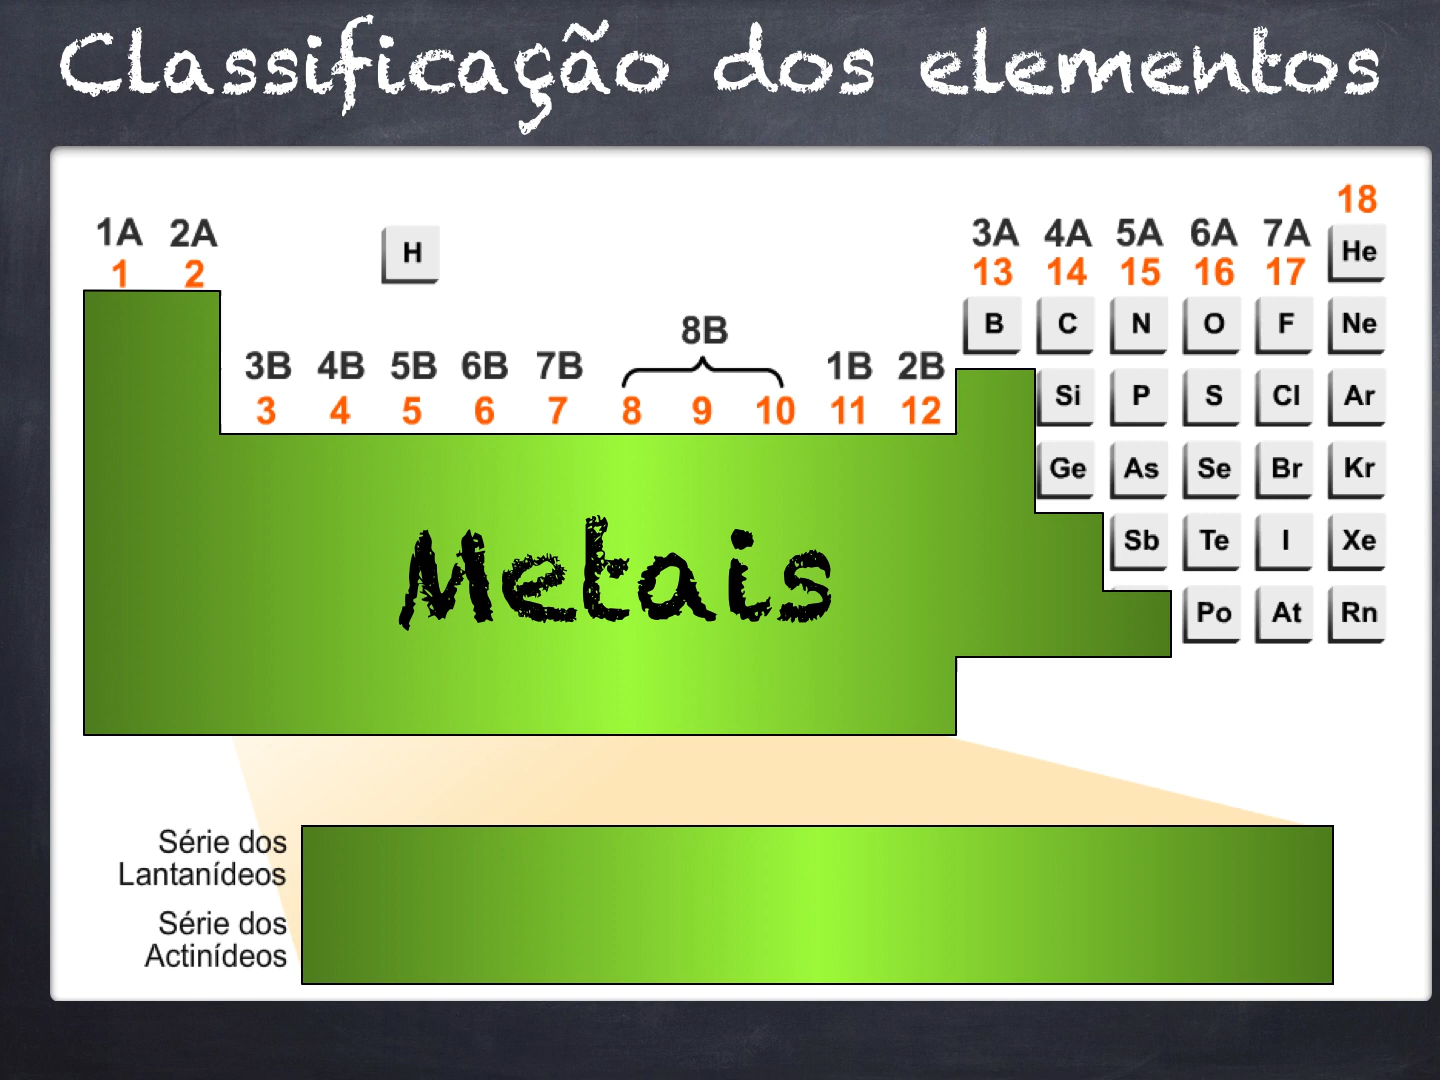 Classificação dos elementos
18
1A 2A H 3A 4A 5A 6A 7A He
1 2 13 14 15 16 17
8B B C N O F Ne
3B 4B 5B 6B 7B 1B 2B
3 4 5 6 7 8 9 10 11 12 Si P S Cl Ar
Ge As Se Br Kr
Sb Te I Xe
Metais
Po At Rn
Série dos
Lantanídeos
Série dos
Actinídeos